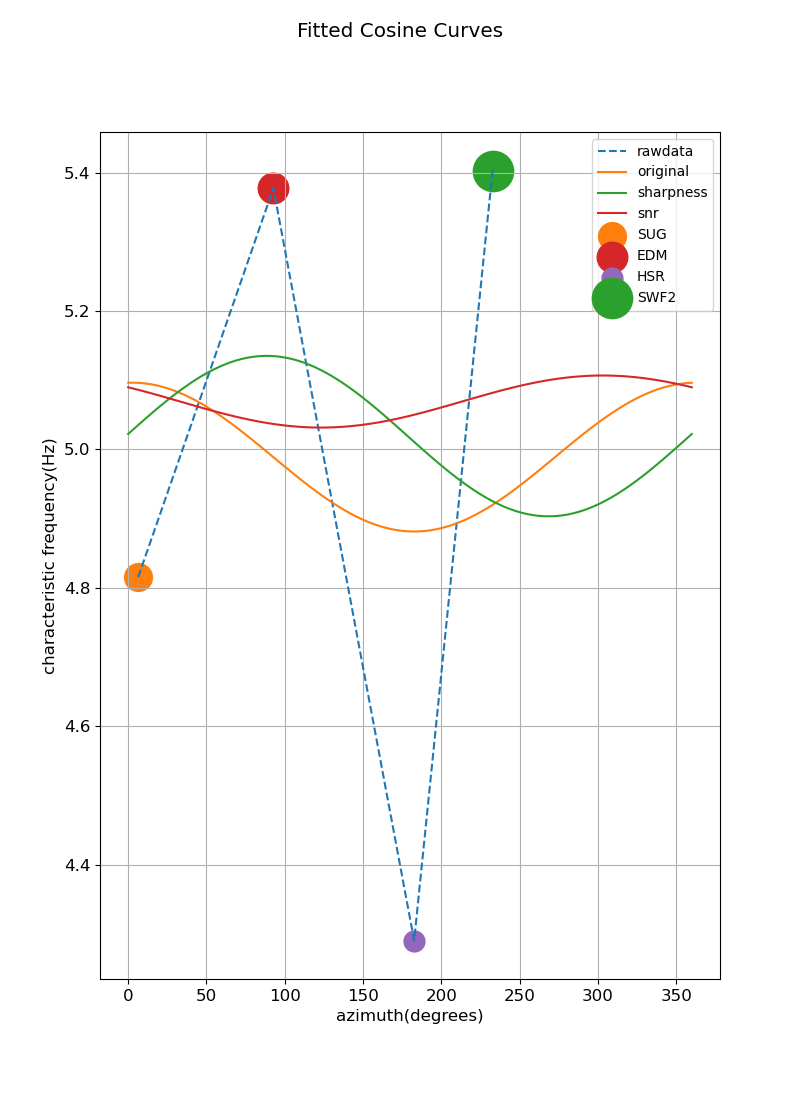 Fitted Cosine Curves
5.4
5.2
5.0
4.8
4.6
4.4
characteristic frequency(Hz)
rawdata
original
sharpness
snr
SUG
EDM
HSR
SWF2
0 50 100 150 200 250 300 350
azimuth(degrees)